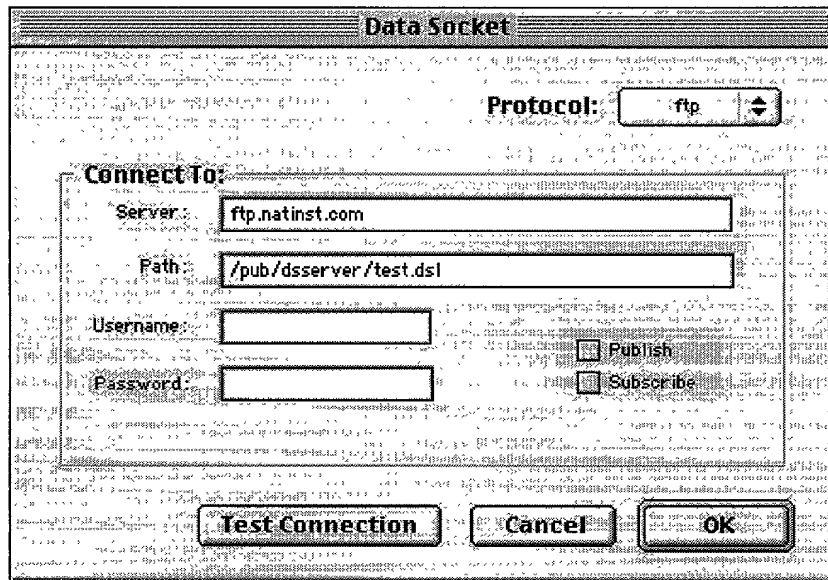 Data Socket
Protocol: ftp
Connect To:
Server: ftp.natinst.com
Path: /pub/dsserver/test.dsl
Username:
Publish
Password:
Subscribe
Test Connection Cancel OK